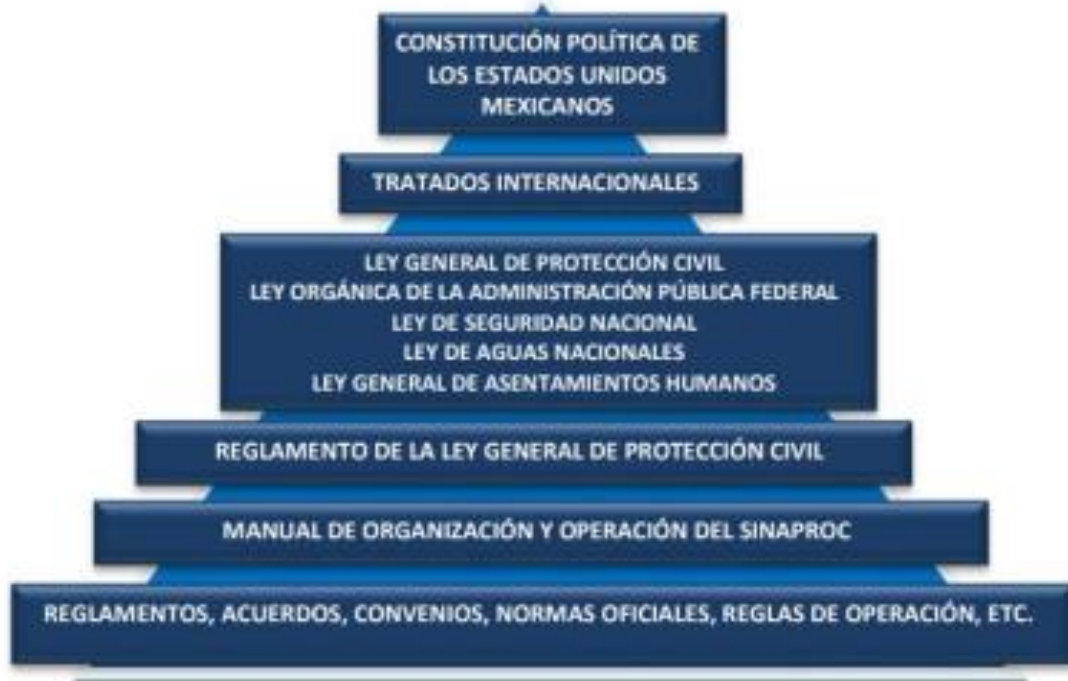 CONSTITUCIÓN POLÍTICA DE
LOS ESTADOS UNIDOS
MEXICANOS
TRATADOS INTERNACIONALES
LEY GENERAL DE PROTECCIÓN CIVIL
LEY ORGÁNICA DE LA ADMINISTRACIÓN PÚBLICA FEDERAL
LEY DE SEGURIDAD NACIONAL
LEY DE AGUAS NACIONALES
LEY GENERAL DE ASENTAMIENTOS HUMANOS
REGLAMENTO DE LA LEY GENERAL DE PROTECCIÓN CIVIL
MANUAL DE ORGANIZACIÓN Y OPERACIÓN DEL SINAPROC
REGLAMENTOS, ACUERDOS, CONVENIOS, NORMAS OFICIALES, REGLAS DE OPERACIÓN, ETC.